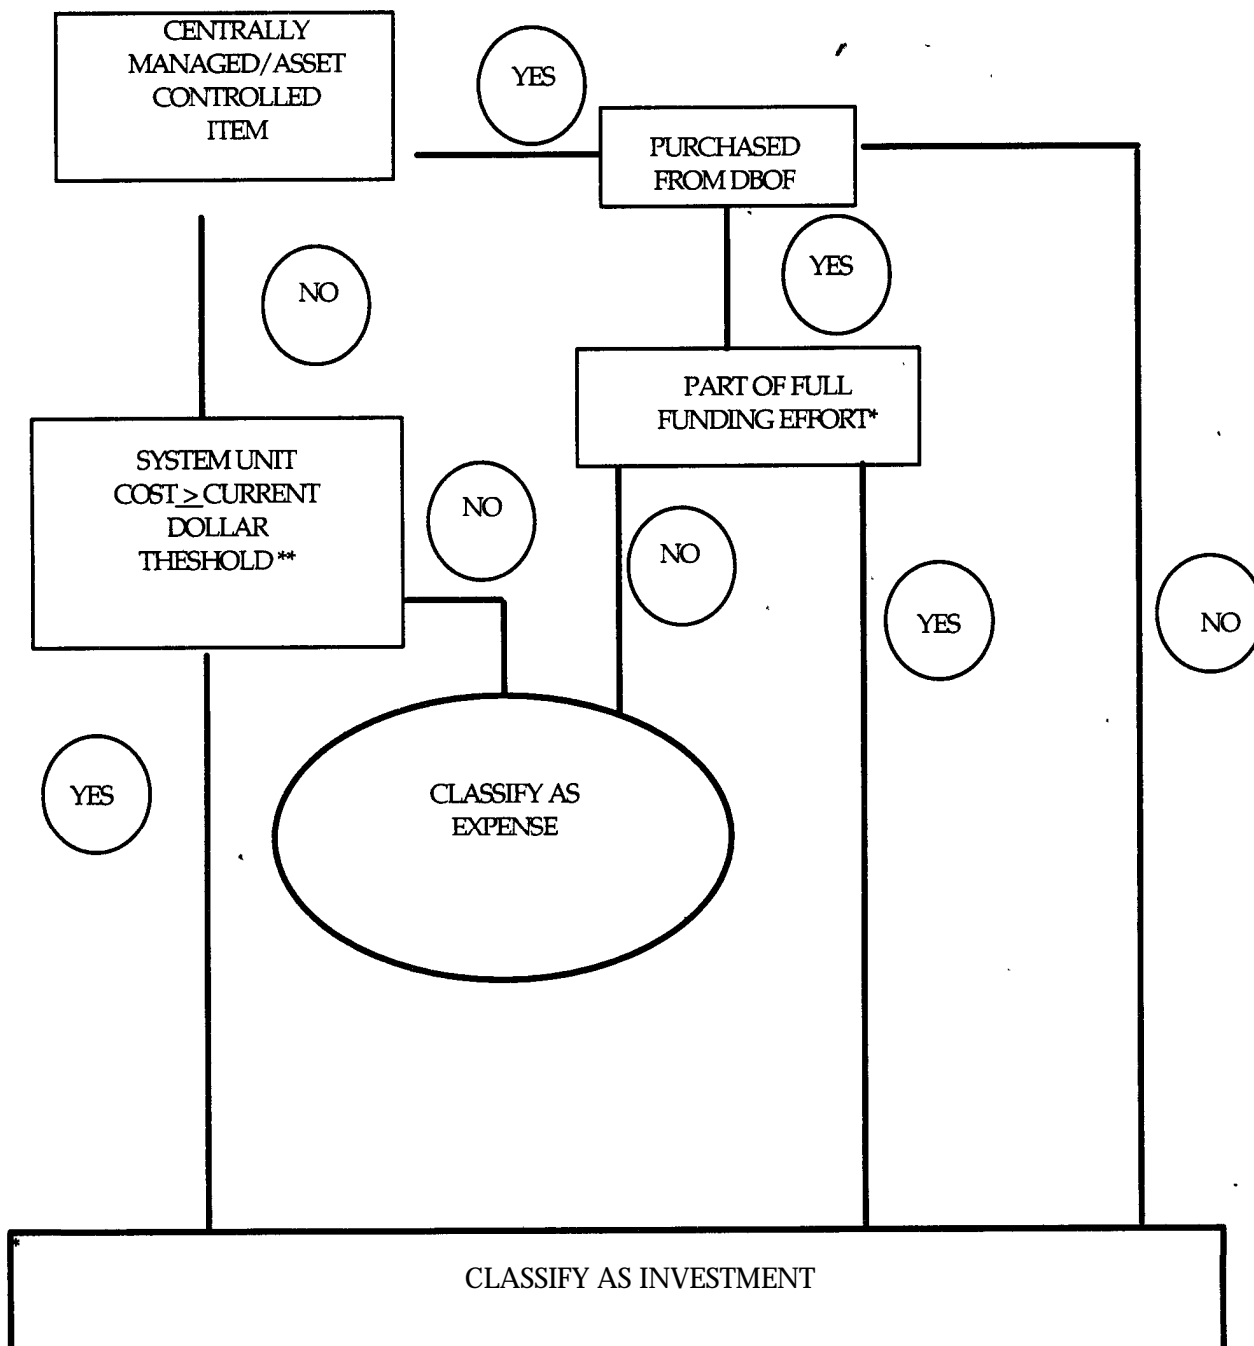 CENTRALLY
MANAGED/ASSET
CONTROLLED
ITEM
YES
PURCHASED
FROM DBOF
YES
NO
PART OF FULL
FUNDING EFFORT*
SYSTEM UNIT
COST > CURRENT
DOLLAR
THESHOLD **
NO
NO
YES
NO
YES
CLASSIFY AS
EXPENSE
*
CLASSIFY AS INVESTMENT